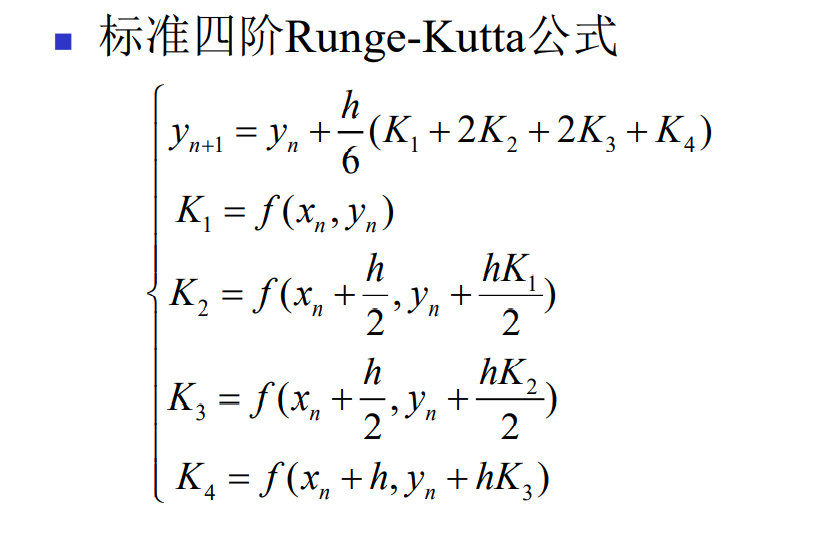 标准四阶Runge-Kutta公式
y_{n+1} = y_n + \frac{h}{6}(K_1 + 2K_2 + 2K_3 + K_4)
K_1 = f(x_n, y_n)
K_2 = f(x_n + \frac{h}{2}, y_n + \frac{hK_1}{2})
K_3 = f(x_n + \frac{h}{2}, y_n + \frac{hK_2}{2})
K_4 = f(x_n + h, y_n + hK_3)